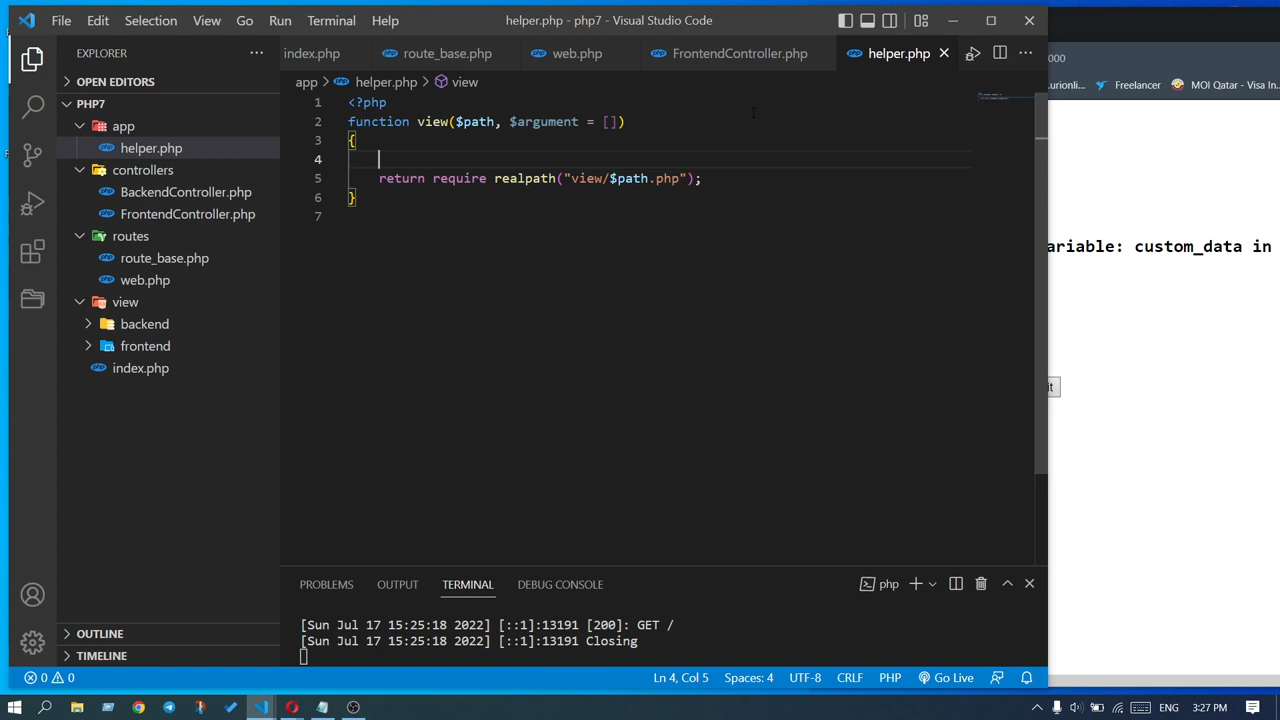 File Edit Selection View Go Run Terminal Help
helper.php - php7 - Visual Studio Code
EXPLORER
OPEN EDITORS
PHP7
app
helper.php
controllers
BackendController.php
FrontendController.php
routes
route_base.php
web.php
view
backend
frontend
index.php
OUTLINE
TIMELINE
index.php route_base.php web.php FrontendController.php helper.php
app > helper.php > view
1 <?php
2 function view($path, $argument = [])
3 {
4
5 return require realpath("view/$path.php");
6 }
7
PROBLEMS OUTPUT TERMINAL DEBUG CONSOLE
php
[Sun Jul 17 15:25:18 2022] [::1]:13191 [200]: GET /
[Sun Jul 17 15:25:18 2022] [::1]:13191 Closing
0 0
Ln 4, Col 5 Spaces: 4 UTF-8 CRLF PHP Go Live
000
urionli... Freelancer MOI Qatar - Visa In...
ariable: custom_data in
it
ENG 3:27 PM